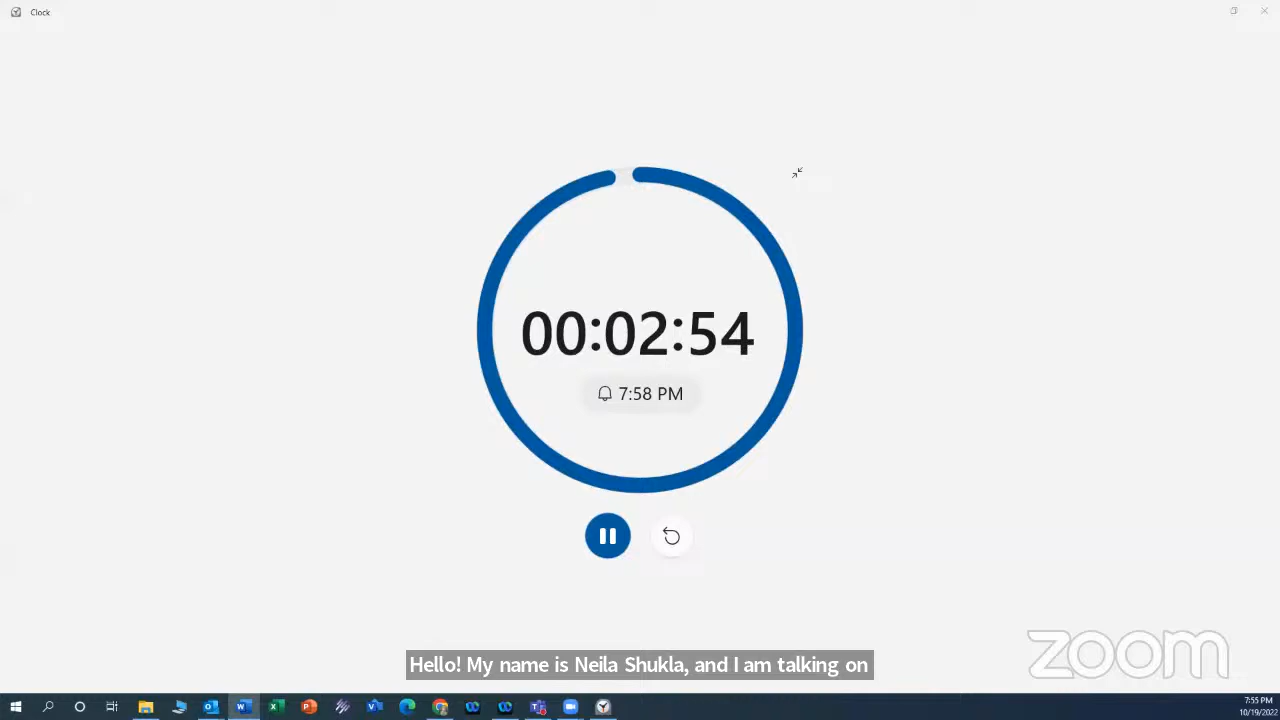 Clock
00:02:54
7:58 PM
Hello! My name is Neila Shukla, and I am talking on
zoom
7:55 PM
10/19/2022